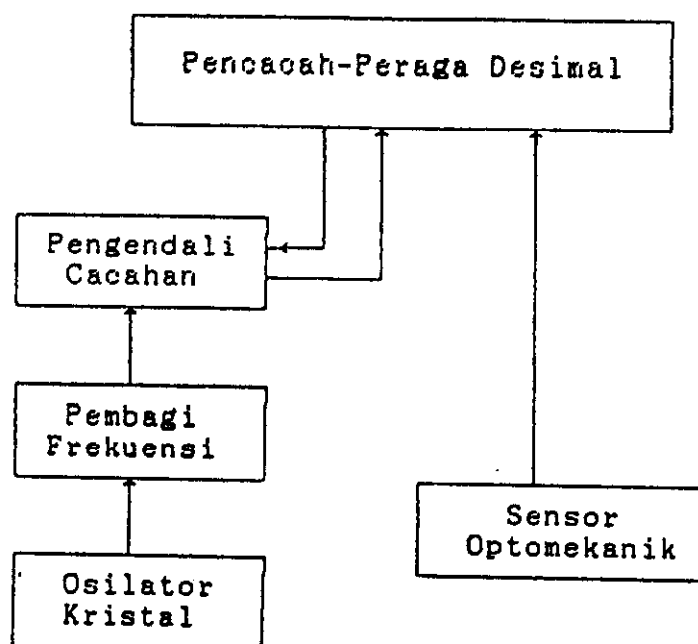 Pencacah-Peraga Desimal
Pengendali
Cacahan
Pembagi
Frekuensi
Sensor
Optomekanik
Osilator
Kristal